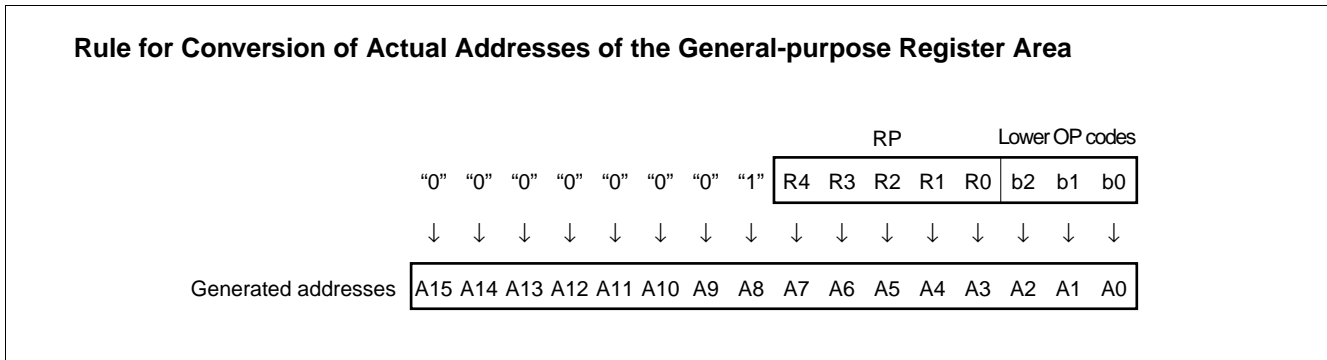 Rule for Conversion of Actual Addresses of the General-purpose Register Area
RP Lower OP codes
“0” “0” “0” “0” “0” “0” “0” “1” R4 R3 R2 R1 R0 b2 b1 b0
↓ ↓ ↓ ↓ ↓ ↓ ↓ ↓ ↓ ↓ ↓ ↓ ↓ ↓ ↓ ↓
Generated addresses A15 A14 A13 A12 A11 A10 A9 A8 A7 A6 A5 A4 A3 A2 A1 A0